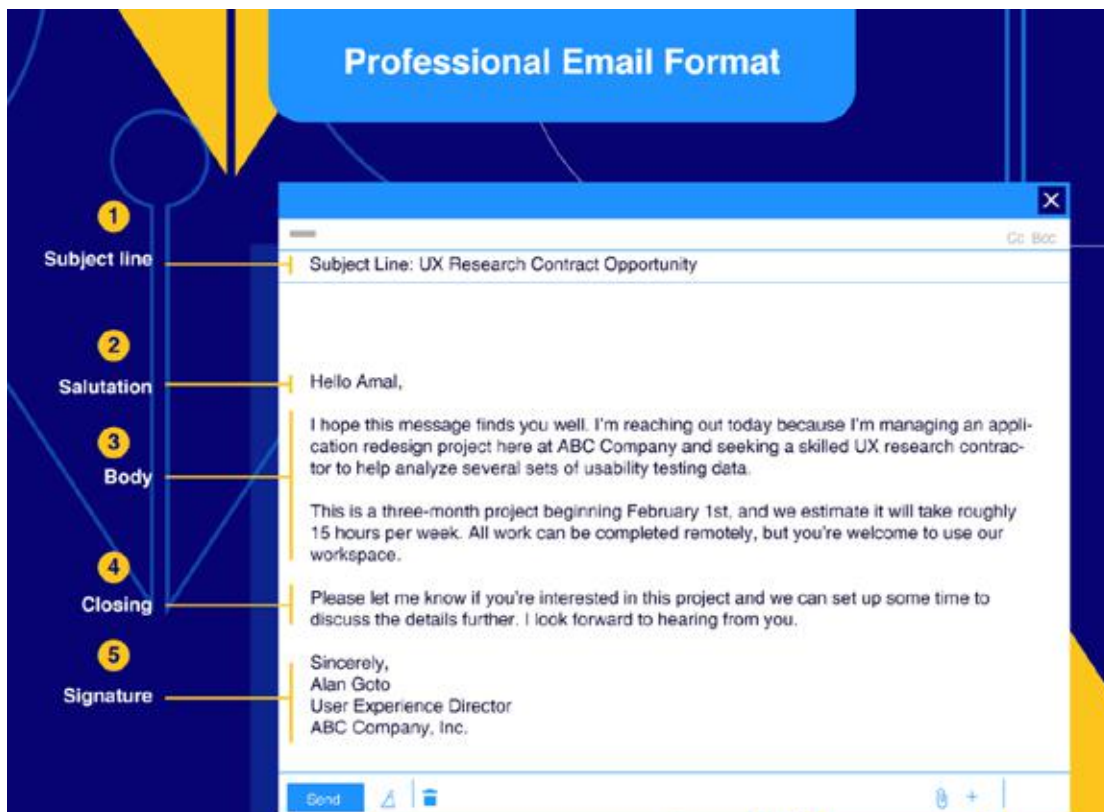 Professional Email Format
1
Subject line
Cc Bcc
Subject Line: UX Research Contract Opportunity
2
Salutation
Hello Amal,
3
Body
I hope this message finds you well. I'm reaching out today because I'm managing an appli-
cation redesign project here at ABC Company and seeking a skilled UX research contrac-
tor to help analyze several sets of usability testing data.
This is a three-month project beginning February 1st, and we estimate it will take roughly
15 hours per week. All work can be completed remotely, but you're welcome to use our
workspace.
4
Closing
Please let me know if you're interested in this project and we can set up some time to
discuss the details further. I look forward to hearing from you.
5
Signature
Sincerely,
Alan Goto
User Experience Director
ABC Company, Inc.
Send